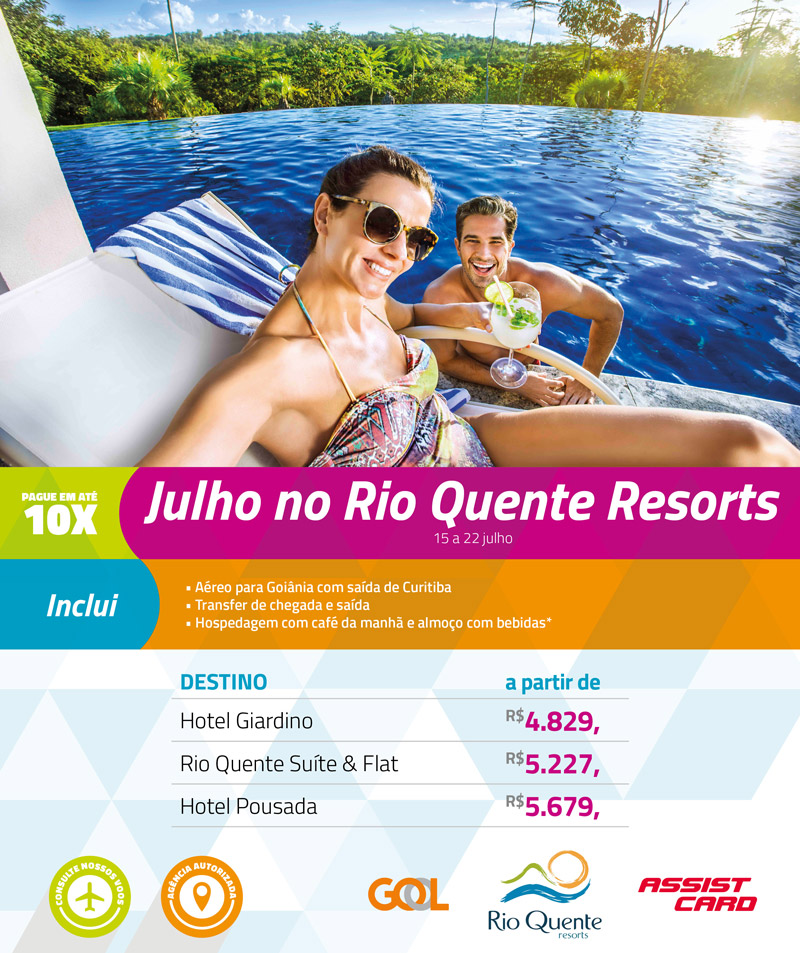 PAGUE EM ATÉ
10X
Julho no Rio Quente Resorts
15 a 22 julho
Inclui
• Aéreo para Goiânia com saída de Curitiba
• Transfer de chegada e saída
• Hospedagem com café da manhã e almoço com bebidas*
DESTINO a partir de
Hotel Giardino R$4.829,
Rio Quente Suíte & Flat R$5.227,
Hotel Pousada R$5.679,
CONSULTE NOSSOS VOOS
AGÊNCIA AUTORIZADA
GOL
Rio Quente
resorts
ASSIST
CARD